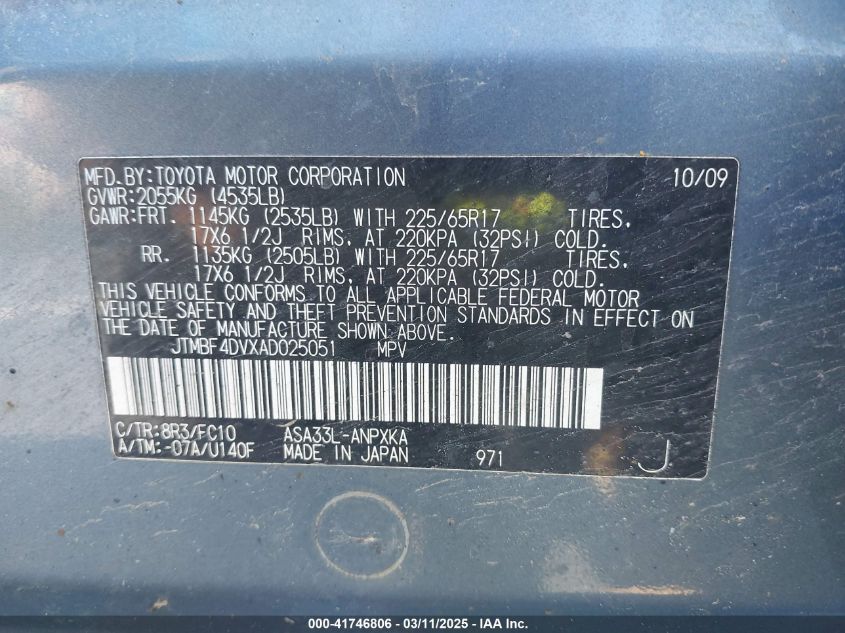 MFD.BY:TOYOTA MOTOR CORPORATION 10/09
GVWR:2055KG (4535LB)
GAWR:FRT. 1145KG (2535LB) WITH 225/65R17 TIRES,
17X6 1/2J RIMS, AT 220KPA (32PSI) COLD.
RR. 1135KG (2505LB) WITH 225/65R17 TIRES,
17X6 1/2J RIMS, AT 220KPA (32PSI) COLD.
THIS VEHICLE CONFORMS TO ALL APPLICABLE FEDERAL MOTOR
VEHICLE SAFETY AND THEFT PREVENTION STANDARDS IN EFFECT ON
THE DATE OF MANUFACTURE SHOWN ABOVE.
JTMBF4DVXAD025051 MPV
C/TR:8R3/FC10 ASA33L-ANPXKA
A/TM:-07A/U140F MADE IN JAPAN 971 J
000-41746806 - 03/11/2025 - IAA, Inc.